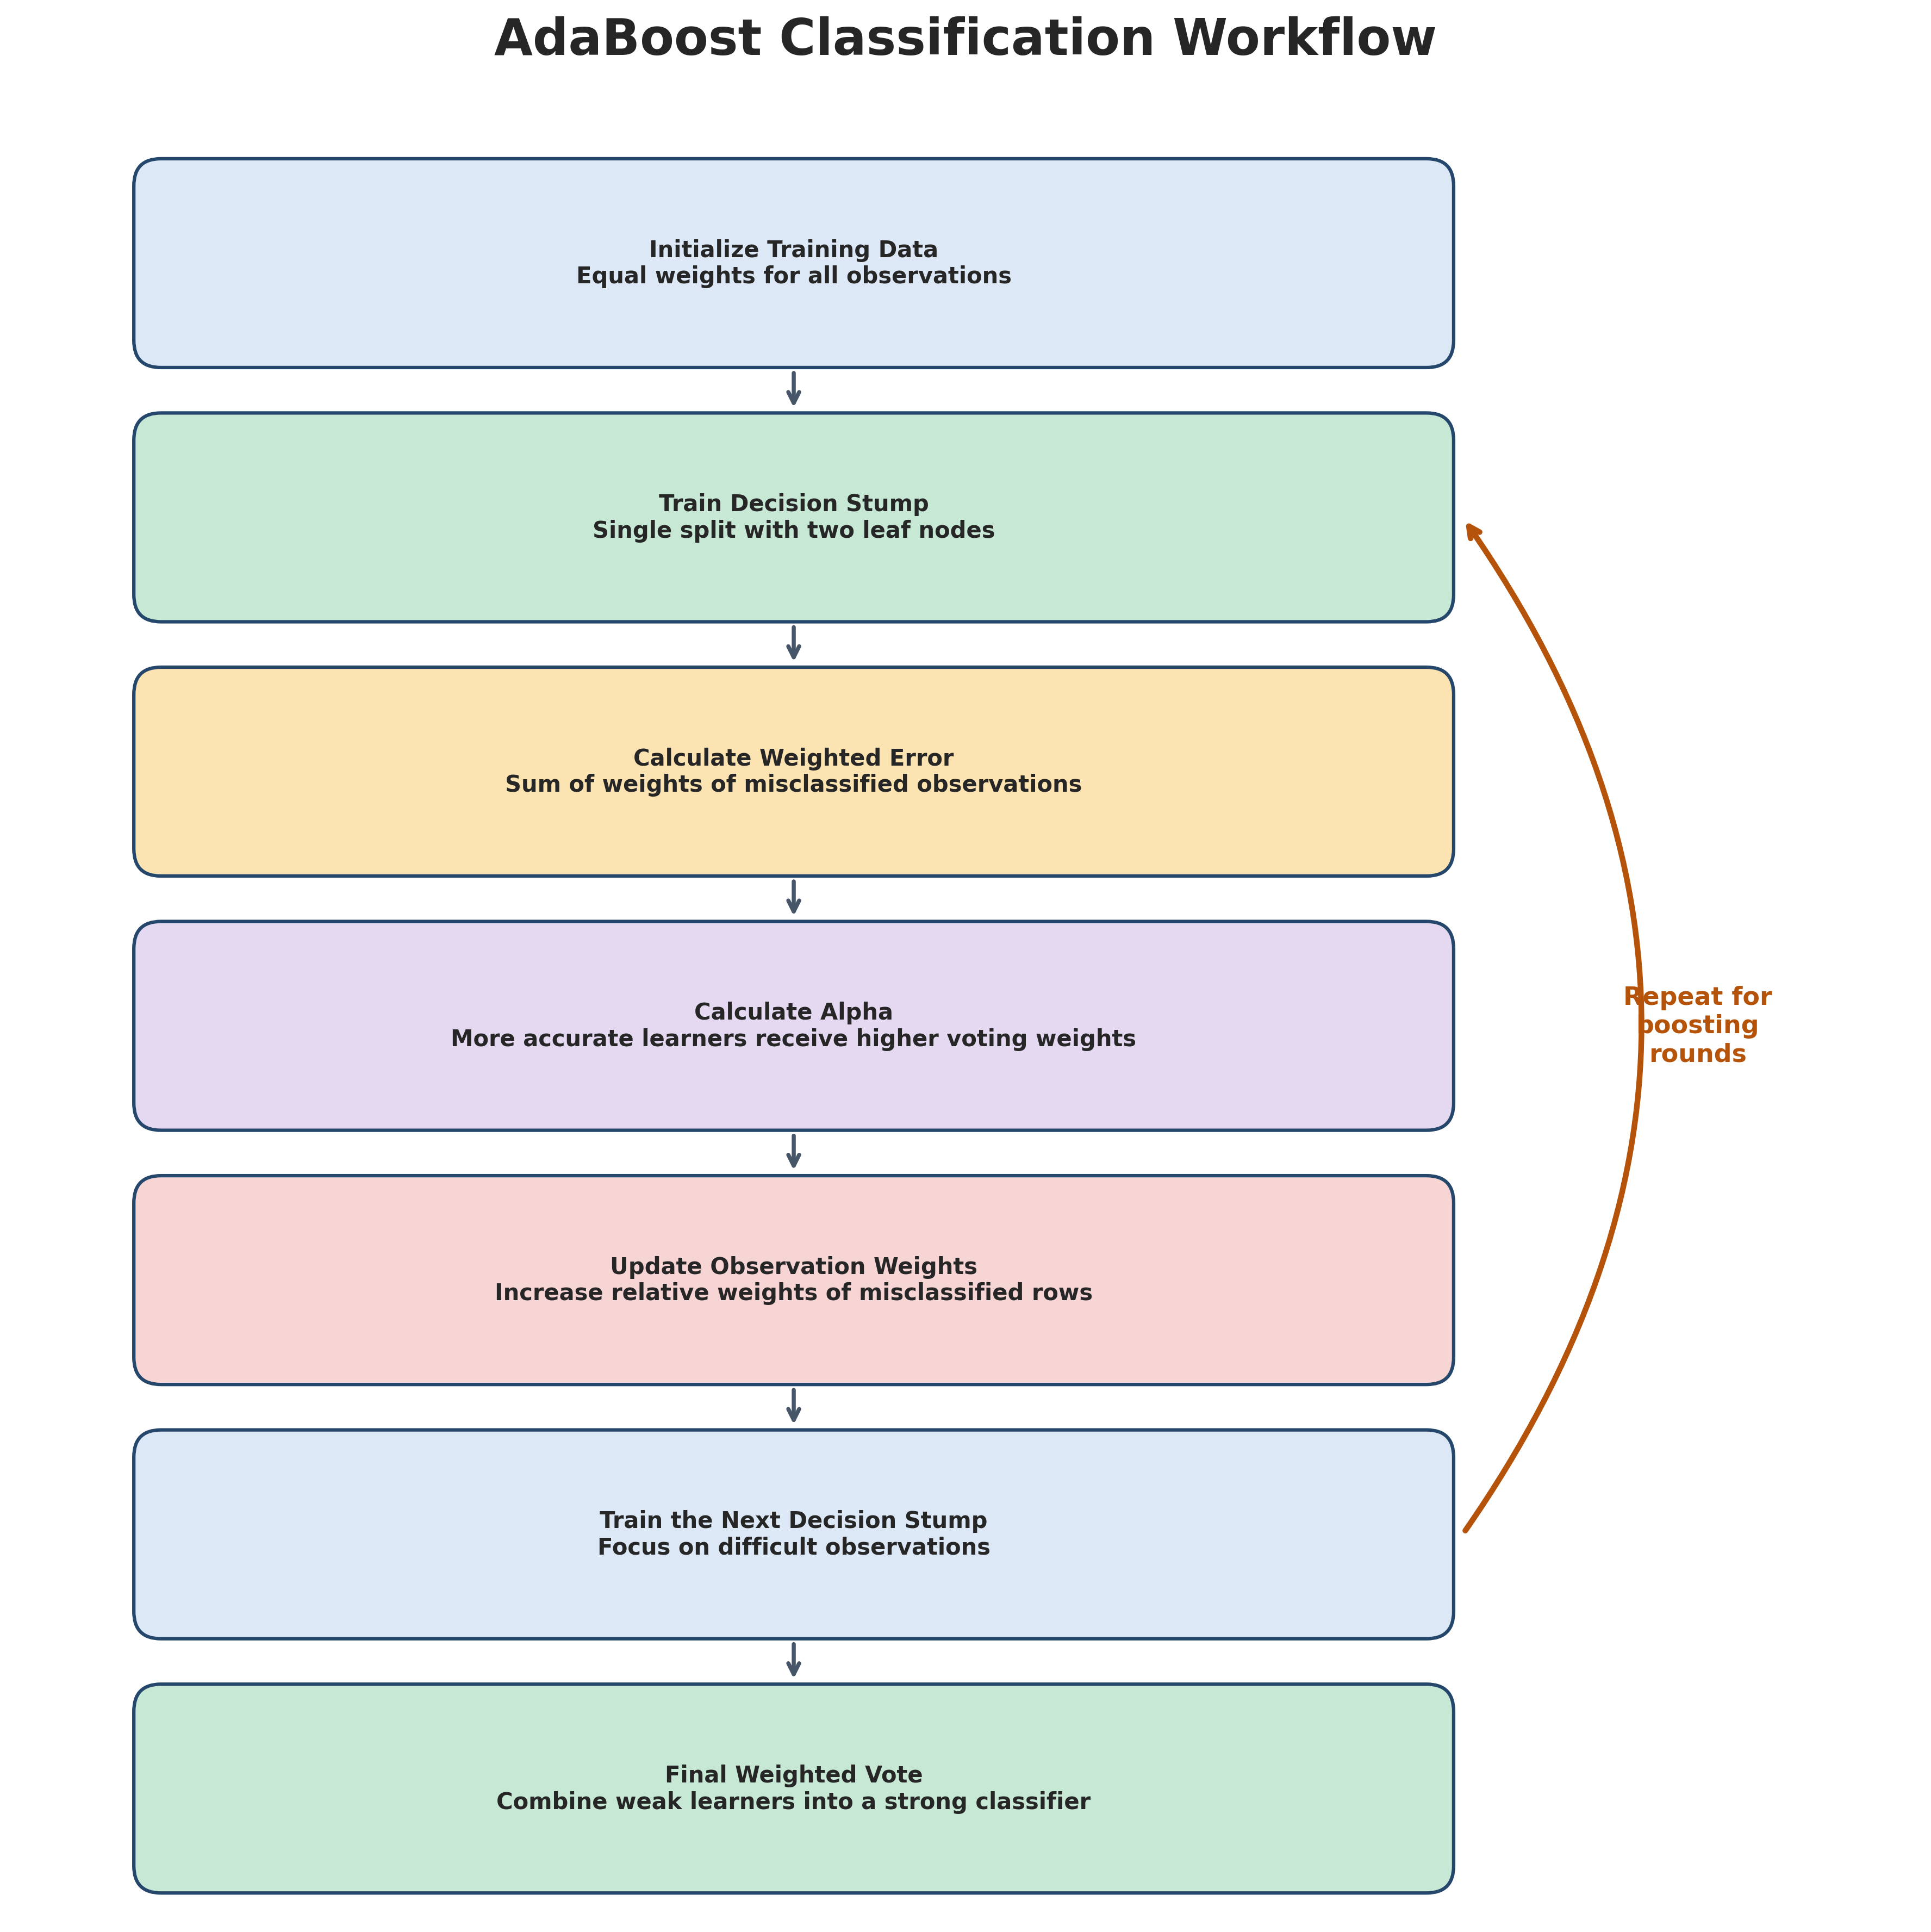 AdaBoost Classification Workflow
Initialize Training Data
Equal weights for all observations
Train Decision Stump
Single split with two leaf nodes
Calculate Weighted Error
Sum of weights of misclassified observations
Calculate Alpha
More accurate learners receive higher voting weights
Repeat for
boosting
rounds
Update Observation Weights
Increase relative weights of misclassified rows
Train the Next Decision Stump
Focus on difficult observations
Final Weighted Vote
Combine weak learners into a strong classifier